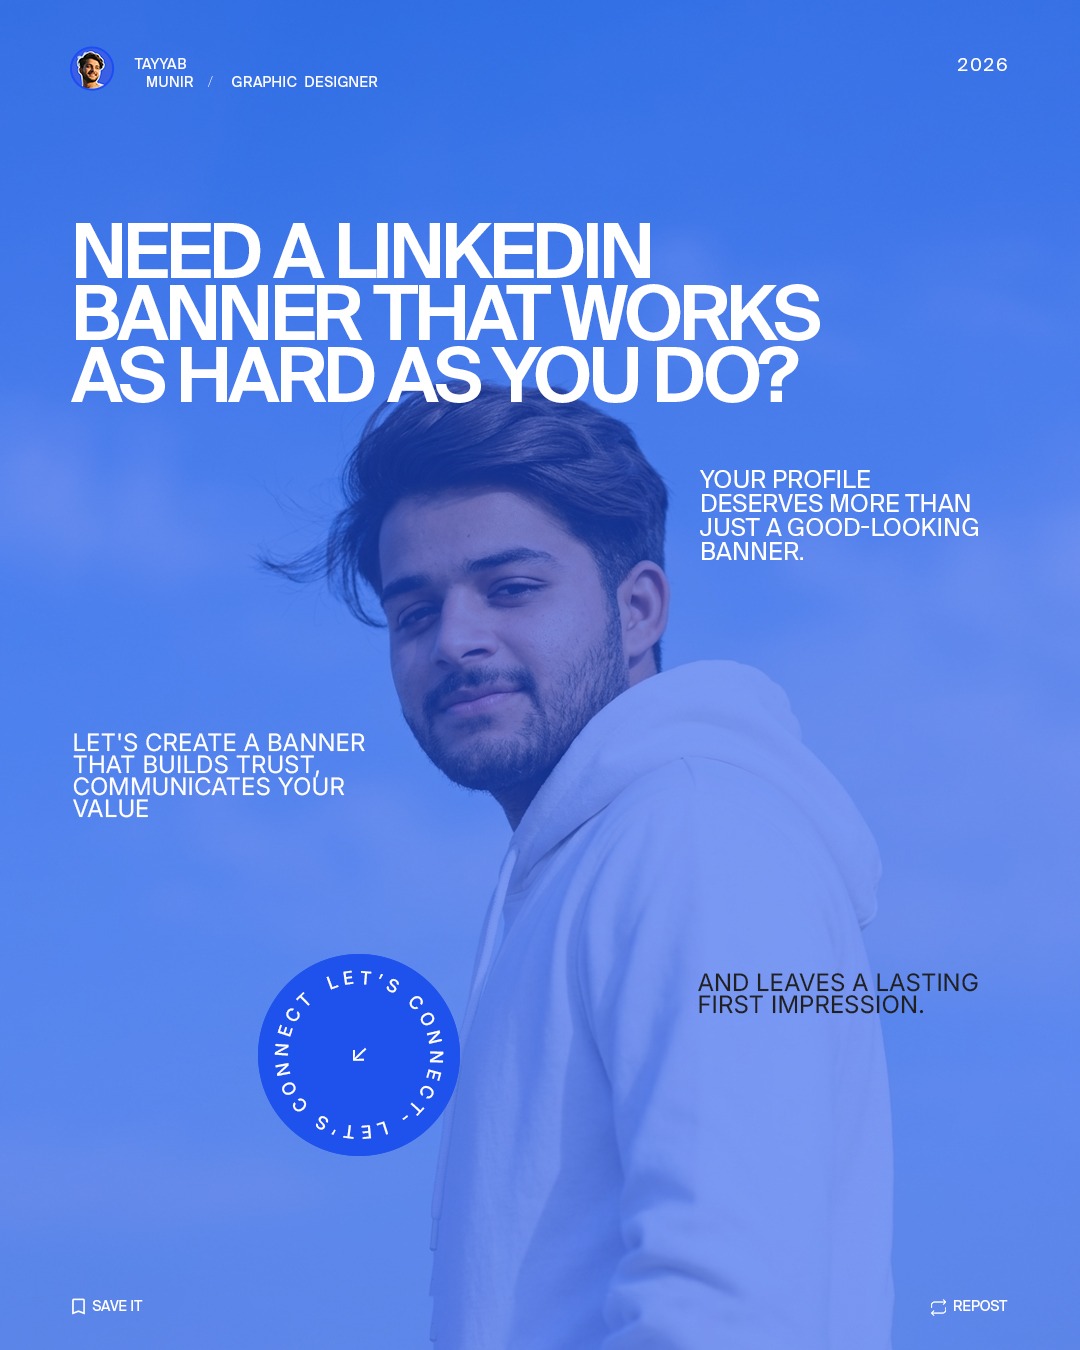 TAYYAB
MUNIR / GRAPHIC DESIGNER
2026
NEED A LINKEDIN
BANNER THAT WORKS
AS HARD AS YOU DO?
YOUR PROFILE
DESERVES MORE THAN
JUST A GOOD-LOOKING
BANNER.
LET'S CREATE A BANNER
THAT BUILDS TRUST,
COMMUNICATES YOUR
VALUE
AND LEAVES A LASTING
FIRST IMPRESSION.
LET'S CONNECT- LET'S CONNECT
SAVE IT
REPOST